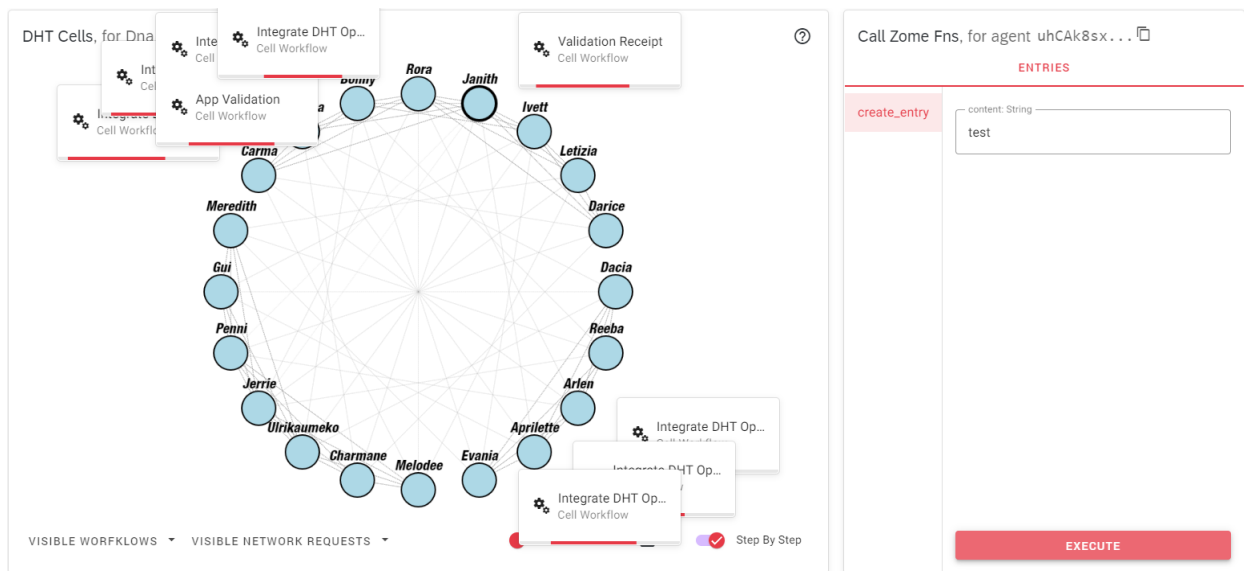 DHT Cells, for Dna
Integrate DHT Op...
Cell Workflow
Inte
Cell
Int
Ce
App Validation
Cell Workflow
Cell Workflo
Validation Receipt
Cell Workflow
Bonny
Rora
Janith
Ivett
Letizia
Darice
Dacia
Reeba
Arlen
Aprilette
Evania
Melodee
Charmane
Ulrikaumeko
Jerrie
Penni
Gui
Meredith
Carma
a
Integrate DHT Op...
Integrate DHT Op...
Integrate DHT Op...
Cell Workflow
VISIBLE WORFKLOWS
VISIBLE NETWORK REQUESTS
Step By Step
Call Zome Fns, for agent uhCAk8sx...
ENTRIES
create_entry
content: String
test
EXECUTE